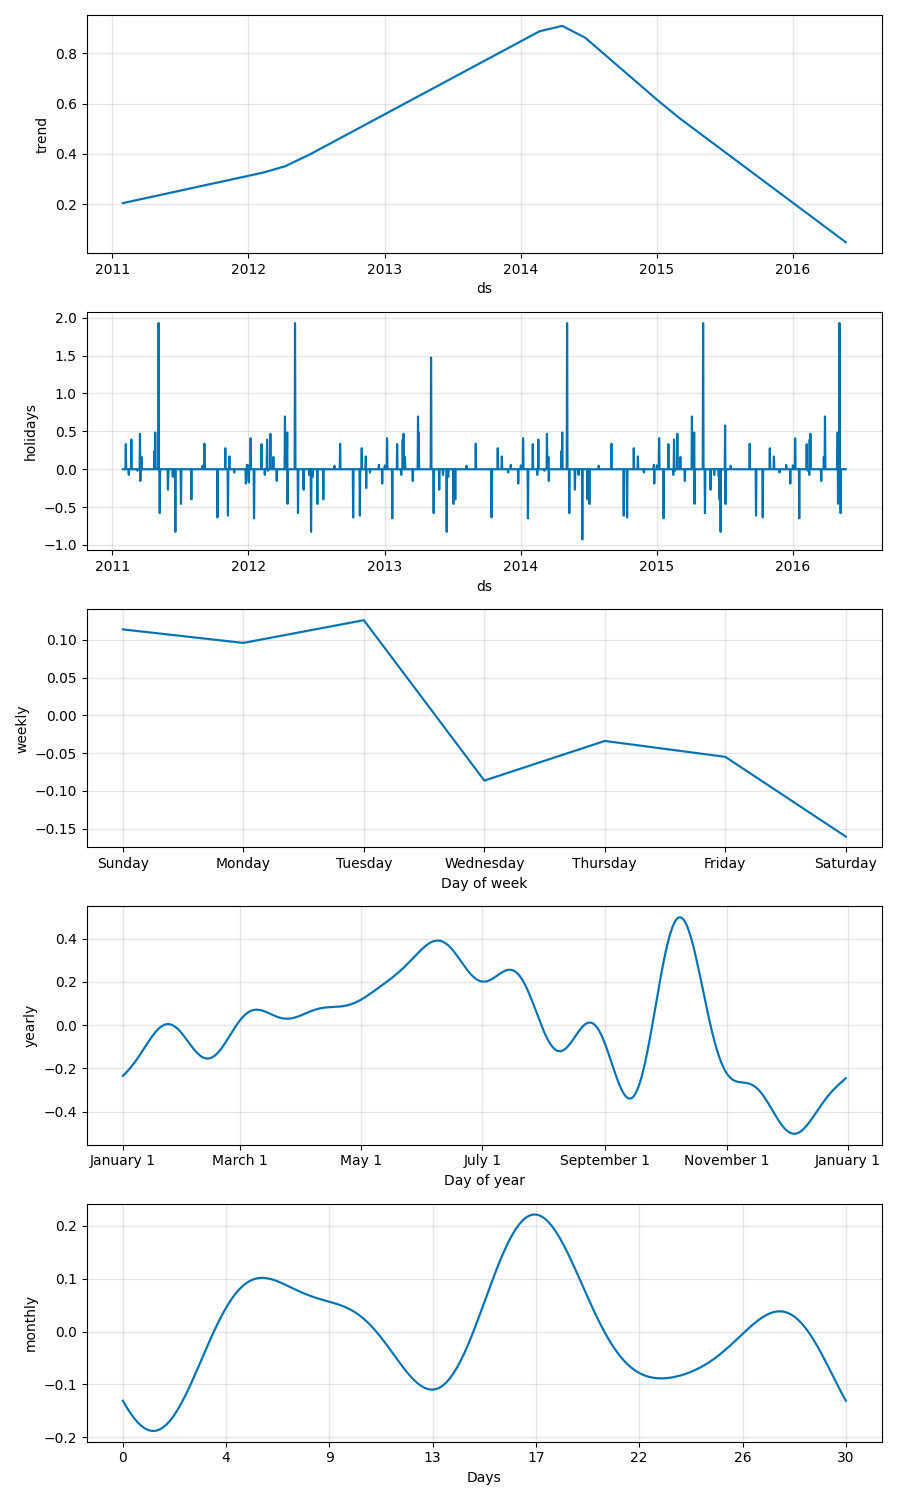 0.8
0.6
0.4
0.2
trend
2011 2012 2013 2014 2015 2016
ds
2.0
1.5
1.0
0.5
0.0
−0.5
−1.0
holidays
2011 2012 2013 2014 2015 2016
ds
0.10
0.05
0.00
−0.05
−0.10
−0.15
weekly
Sunday Monday Tuesday Wednesday Thursday Friday Saturday
Day of week
0.4
0.2
0.0
−0.2
−0.4
yearly
January 1 March 1 May 1 July 1 September 1 November 1 January 1
Day of year
0.2
0.1
0.0
−0.1
−0.2
monthly
0 4 9 13 17 22 26 30
Days